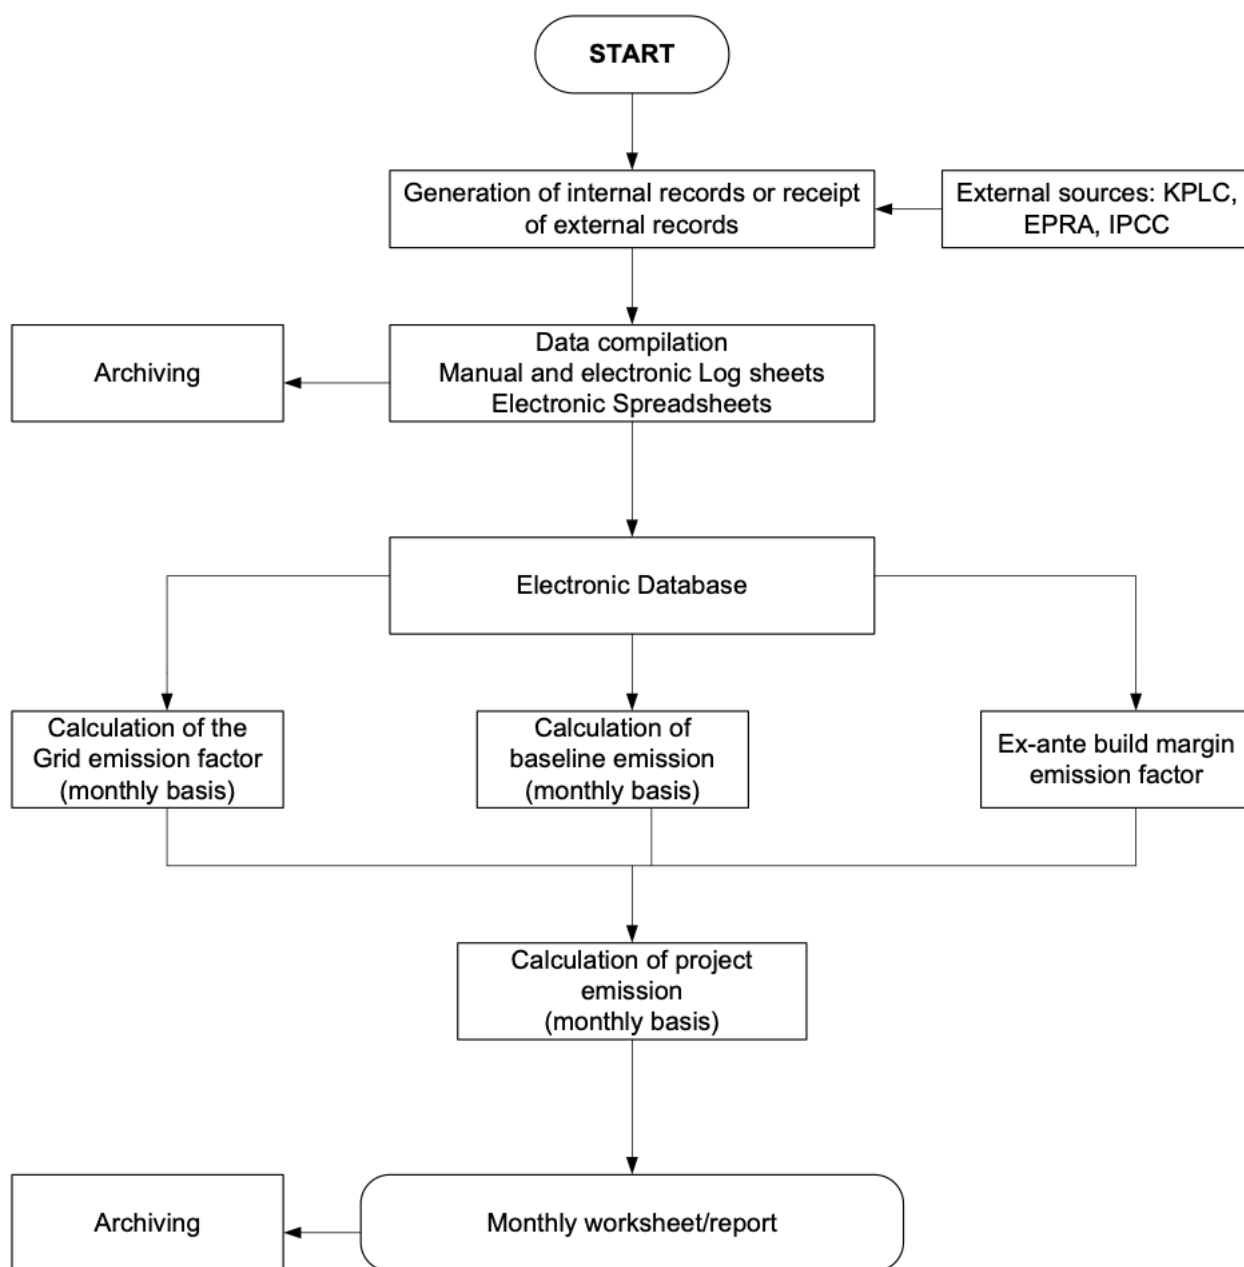 START
Generation of internal records or receipt
of external records
External sources: KPLC,
EPRA, IPCC
Archiving
Data compilation
Manual and electronic Log sheets
Electronic Spreadsheets
Electronic Database
Calculation of the
Grid emission factor
(monthly basis)
Calculation of
baseline emission
(monthly basis)
Ex-ante build margin
emission factor
Calculation of project
emission
(monthly basis)
Archiving
Monthly worksheet/report